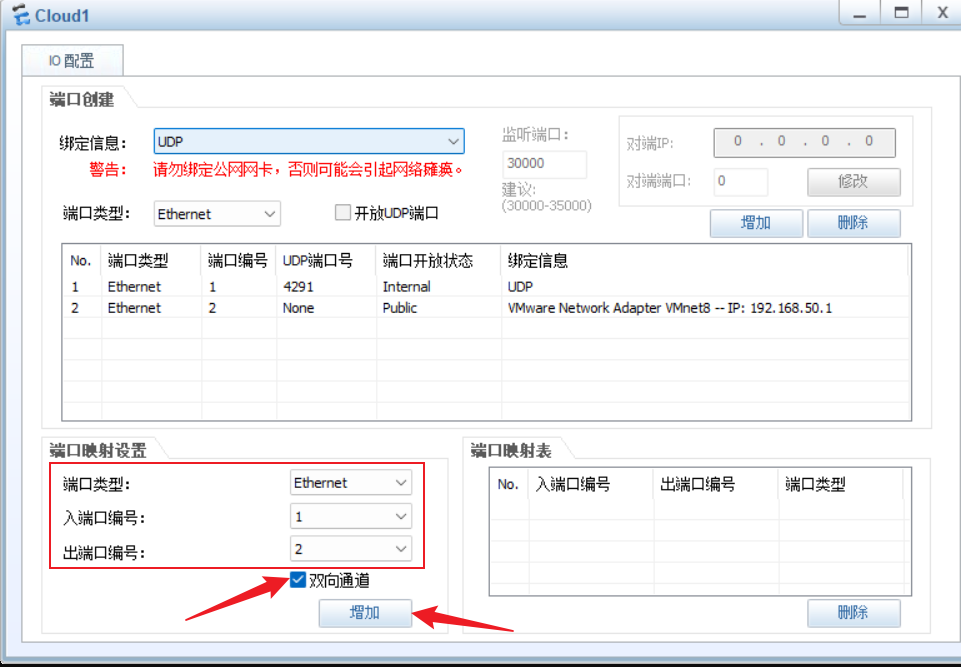 Cloud1
IO 配置
端口创建
绑定信息： UDP
警告： 请勿绑定公网网卡，否则可能会引起网络瘫痪。
端口类型： Ethernet 开放UDP端口
监听端口：
30000
建议:
(30000-35000)
对端IP: 0 . 0 . 0 . 0
对端端口: 0 修改
增加 删除
No. 端口类型 端口编号 UDP端口号 端口开放状态 绑定信息
1 Ethernet 1 4291 Internal UDP
2 Ethernet 2 None Public VMware Network Adapter VMnet8 -- IP: 192.168.50.1
端口映射设置
端口类型: Ethernet
入端口编号: 1
出端口编号: 2
双向通道
增加
端口映射表
No. 入端口编号 出端口编号 端口类型
删除